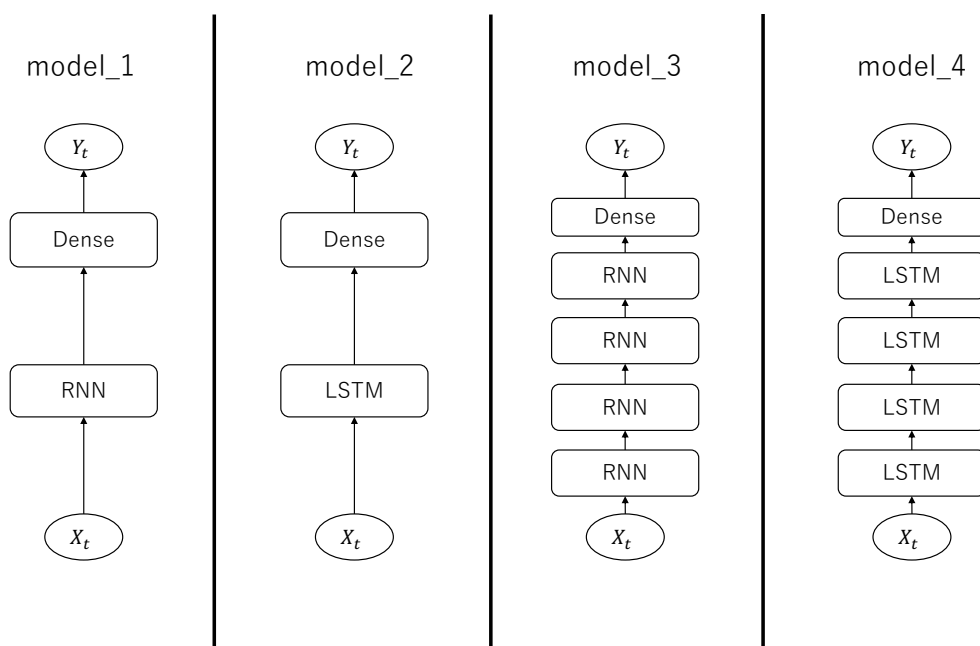 model_1
Y_t
Dense
RNN
X_t
model_2
Y_t
Dense
LSTM
X_t
model_3
Y_t
Dense
RNN
RNN
RNN
RNN
X_t
model_4
Y_t
Dense
LSTM
LSTM
LSTM
LSTM
X_t